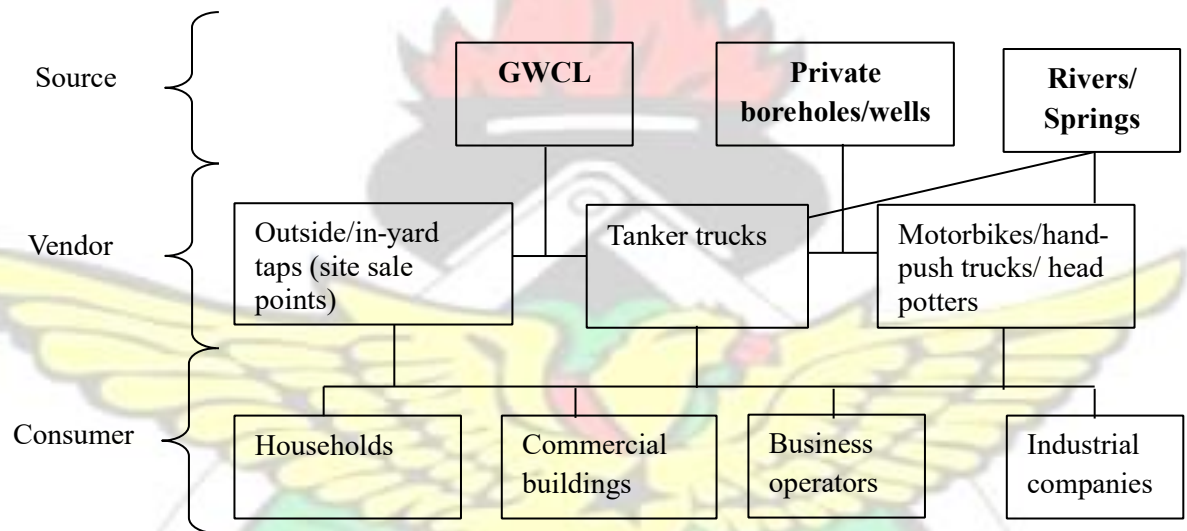 Source
GWCL
Private
boreholes/wells
Rivers/
Springs
Vendor
Outside/in-yard
taps (site sale
points)
Tanker trucks
Motorbikes/hand-
push trucks/ head
potters
Consumer
Households
Commercial
buildings
Business
operators
Industrial
companies